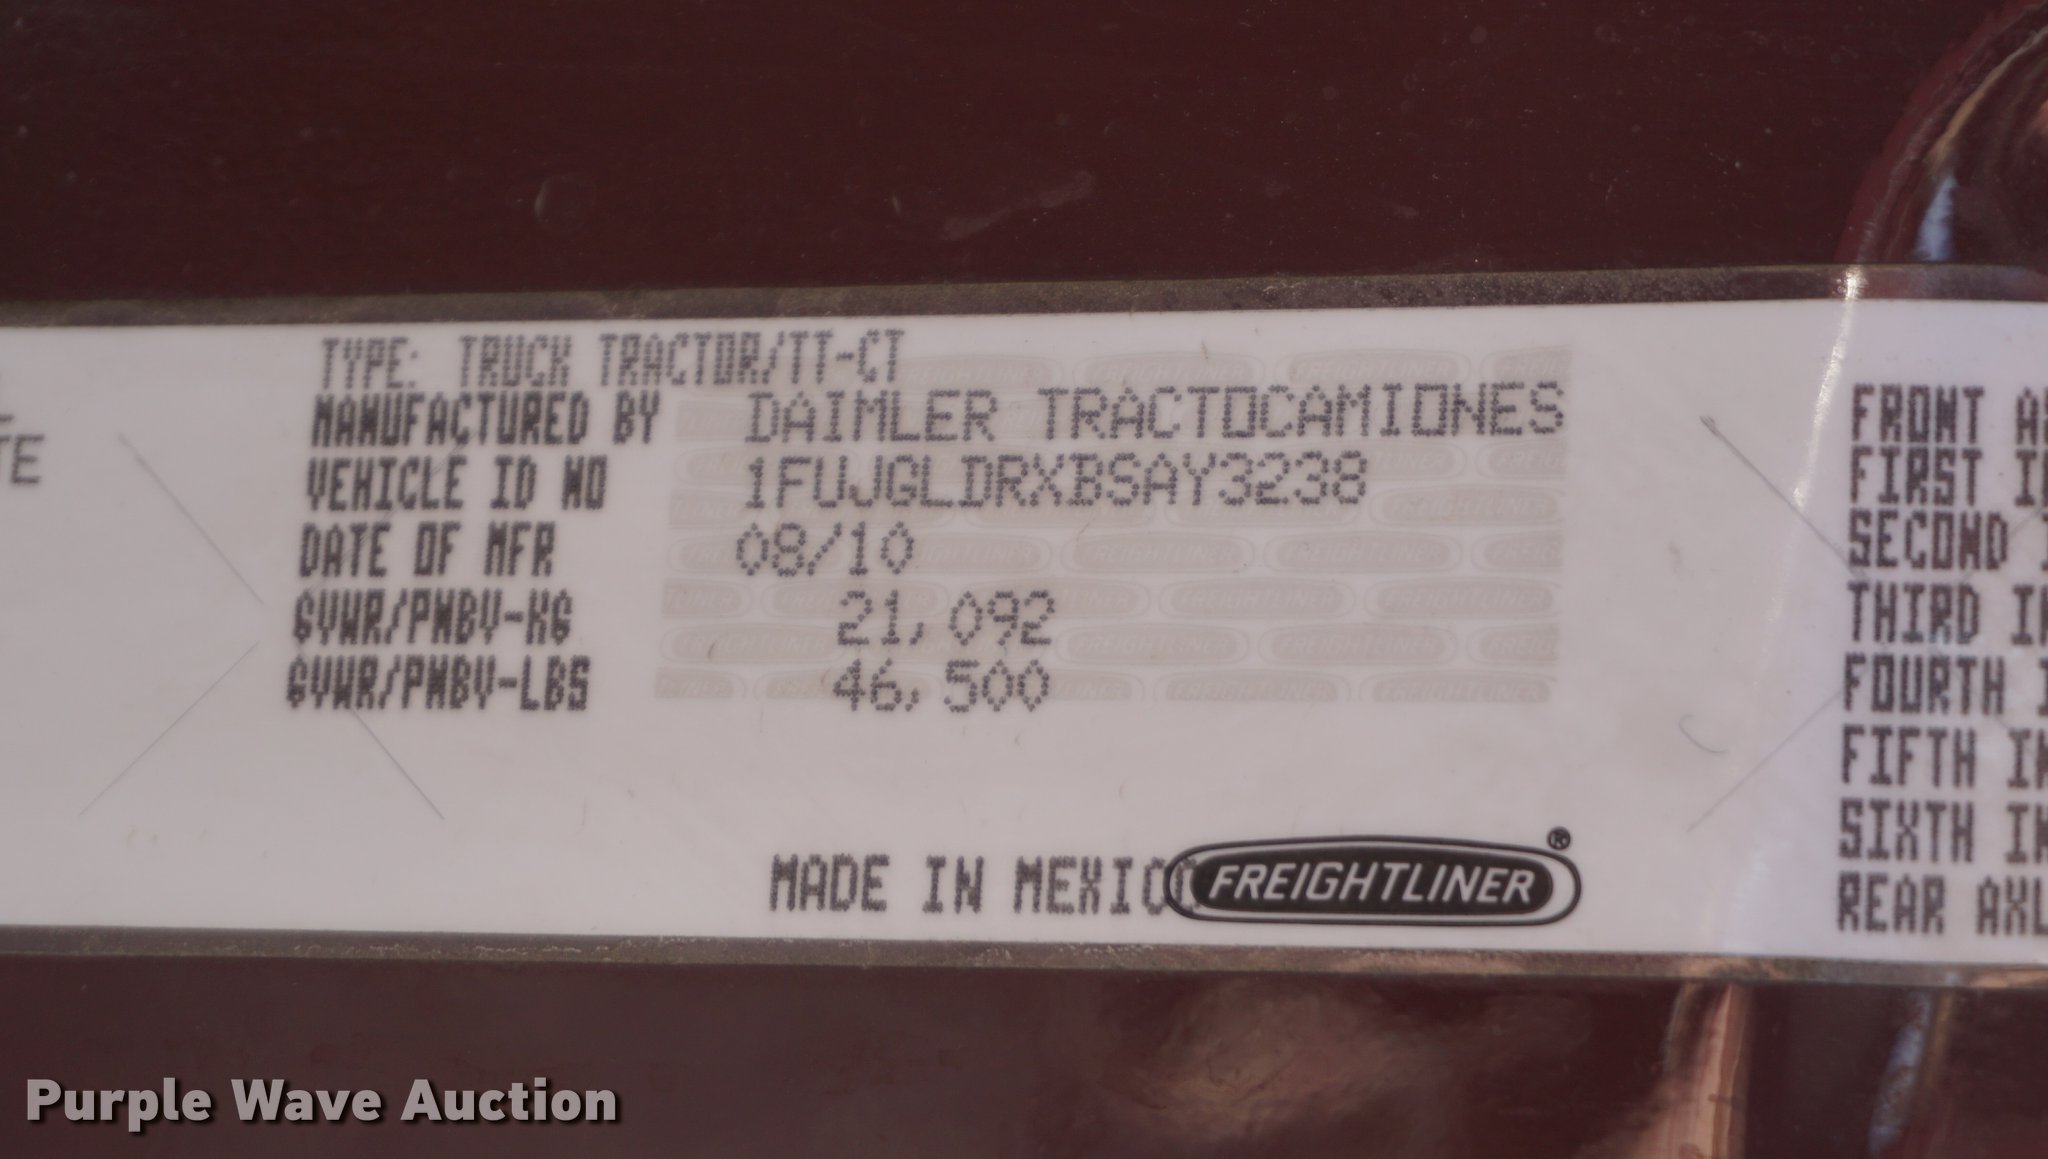 TE
TYPE: TRUCK TRACTOR/TT-CT
MANUFACTURED BY DAIMLER TRACTOCAMIONES
VEHICLE ID NO 1FUJGLDRXBSAY3238
DATE OF MFR 08/10
GVWR/PNBV-KG 21,092
GVWR/PNBV-LBS 46,500
MADE IN MEXICO FREIGHTLINER®
FRONT
FIRST
SECOND
THIRD
FOURTH
FIFTH
SIXTH
REAR
Purple Wave Auction